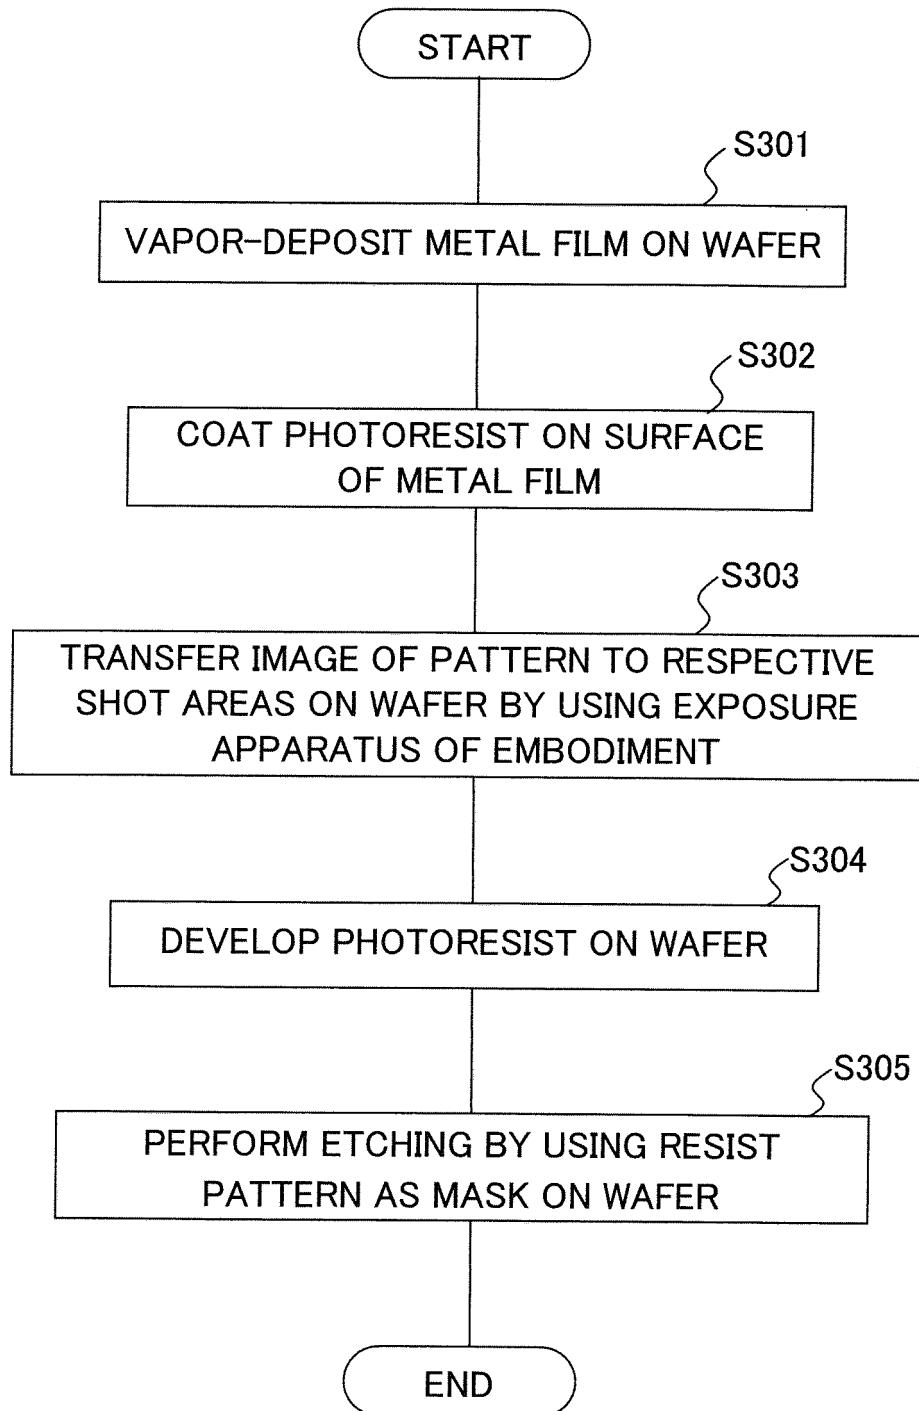 START
S301
VAPOR-DEPOSIT METAL FILM ON WAFER
S302
COAT PHOTORESIST ON SURFACE
OF METAL FILM
S303
TRANSFER IMAGE OF PATTERN TO RESPECTIVE
SHOT AREAS ON WAFER BY USING EXPOSURE
APPARATUS OF EMBODIMENT
S304
DEVELOP PHOTORESIST ON WAFER
S305
PERFORM ETCHING BY USING RESIST
PATTERN AS MASK ON WAFER
END